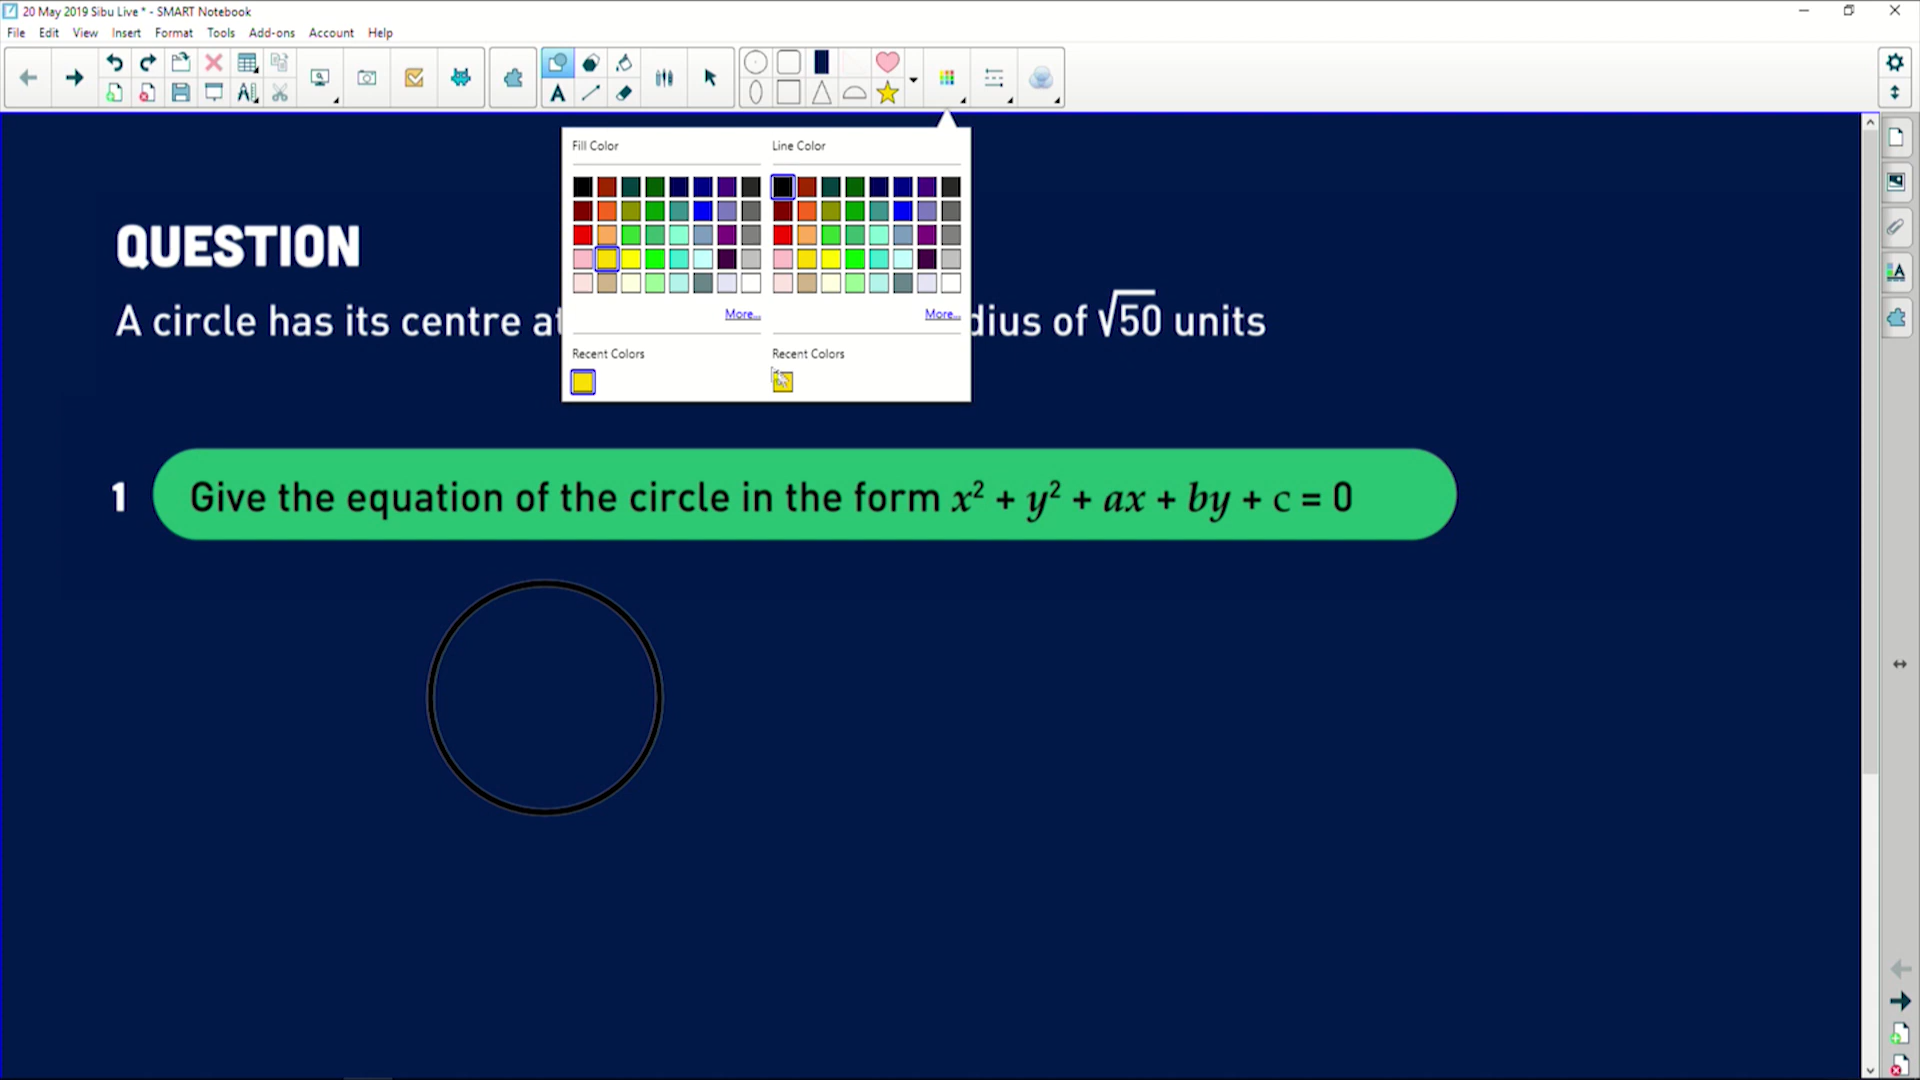 20 May 2019 Sibu Live * - SMART Notebook
File Edit View Insert Format Tools Add-ons Account Help
Fill Color Line Color
More... More...
Recent Colors Recent Colors
QUESTION
A circle has its centre at dius of √50 units
1 Give the equation of the circle in the form x² + y² + ax + by + c = 0